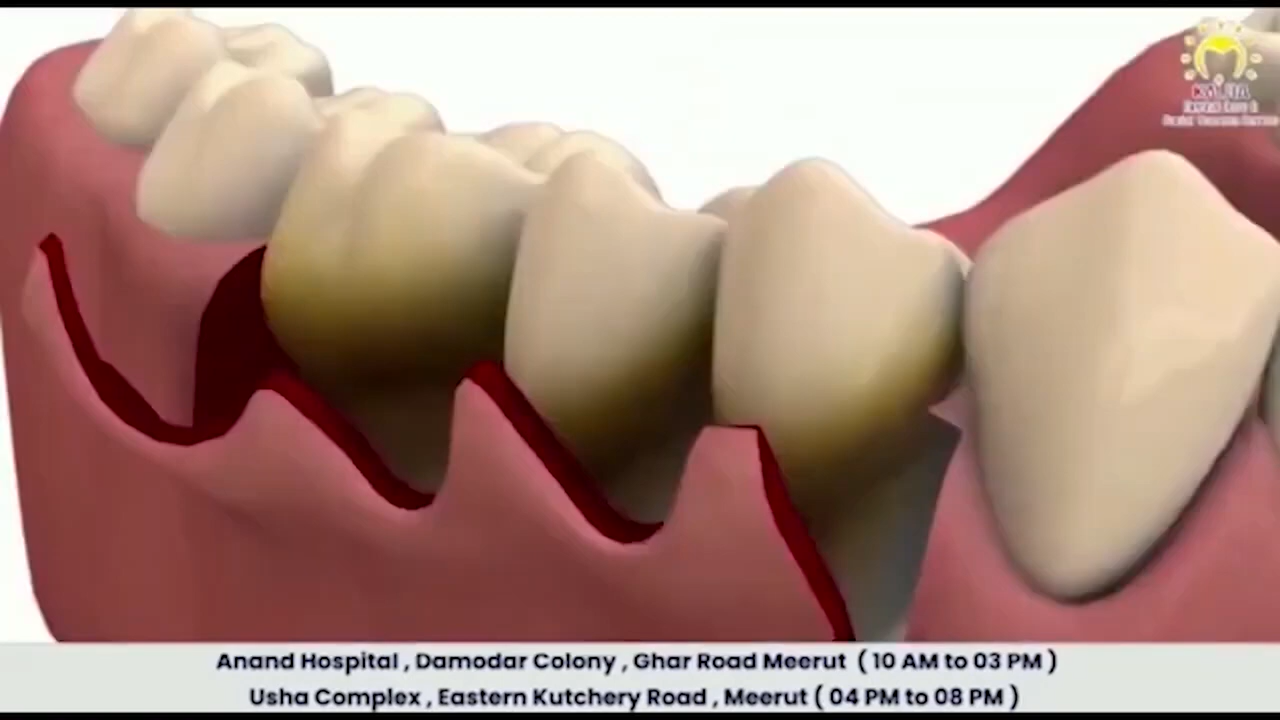 KALRA
Anand Hospital , Damodar Colony , Ghar Road Meerut ( 10 AM to 03 PM )
Usha Complex , Eastern Kutchery Road , Meerut ( 04 PM to 08 PM )